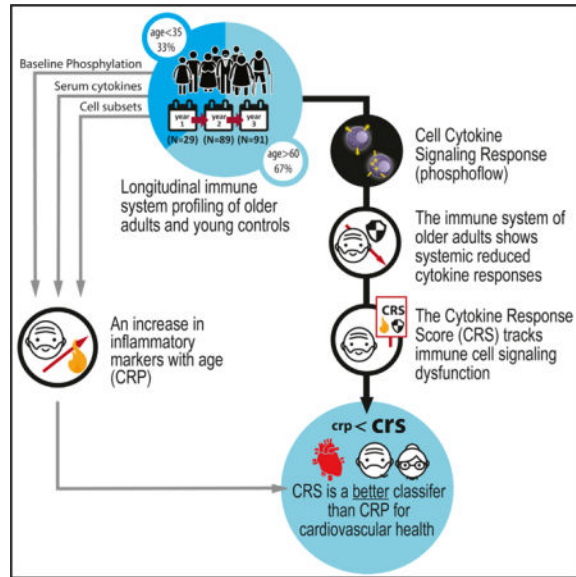 age<35
33%
Baseline Phosphorylation
Serum cytokines
Cell subsets
year
1
year
2
year
3
(N=29) (N=89) (N=91)
age>60
67%
Longitudinal immune
system profiling of older
adults and young controls
Cell Cytokine
Signaling Response
(phosphoflow)
The immune system of
older adults shows
systemic reduced
cytokine responses
CRS
The Cytokine Response
Score (CRS) tracks
immune cell signaling
dysfunction
An increase in
inflammatory
markers with age
(CRP)
crp < crs
CRS is a better classifer
than CRP for
cardiovascular health